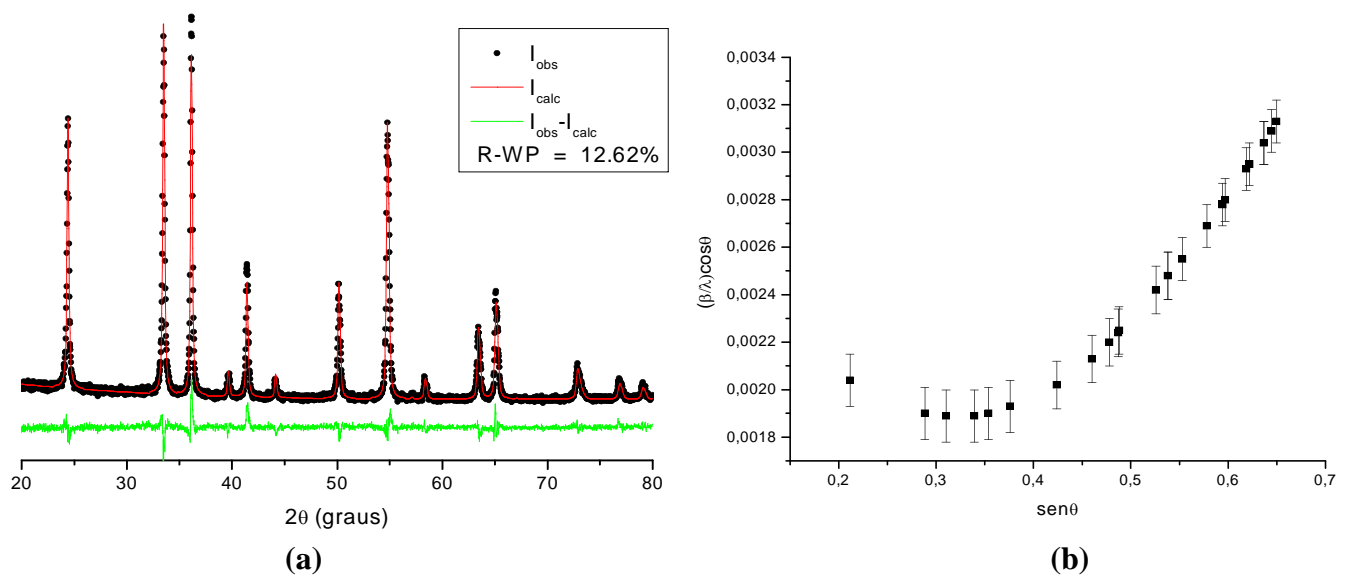 I_obs
I_calc
I_obs-I_calc
R-WP = 12.62%
20 30 40 50 60 70 80
2θ (graus)
(a)
0,0034
0,0032
0,0030
0,0028
0,0026
0,0024
0,0022
0,0020
0,0018
(β/λ)cosθ
0,2 0,3 0,4 0,5 0,6 0,7
senθ
(b)